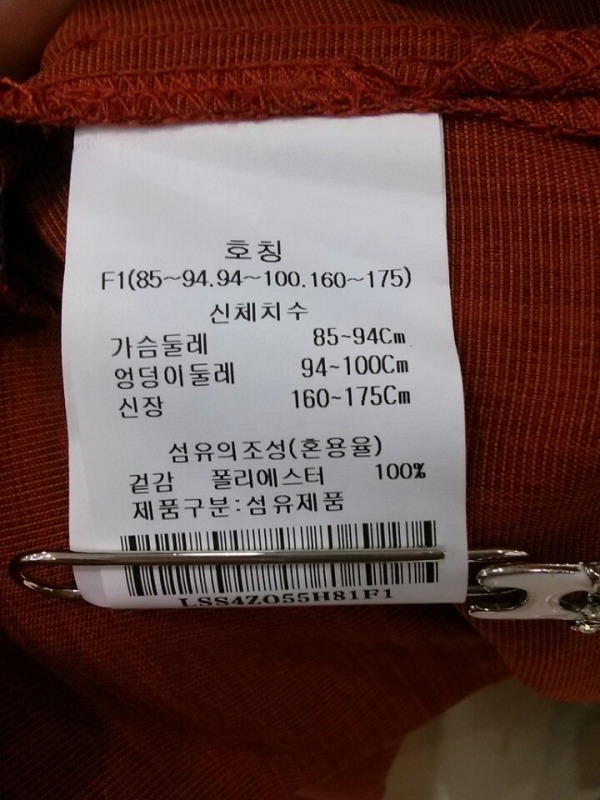 호칭
F1(85~94.94~100.160~175)
신체치수
가슴둘레 85~94Cm
엉덩이둘레 94~100Cm
신장 160~175Cm
섬유의조성(혼용율)
겉감 폴리에스터 100%
제품구분:섬유제품
LSS4ZO55H81F1